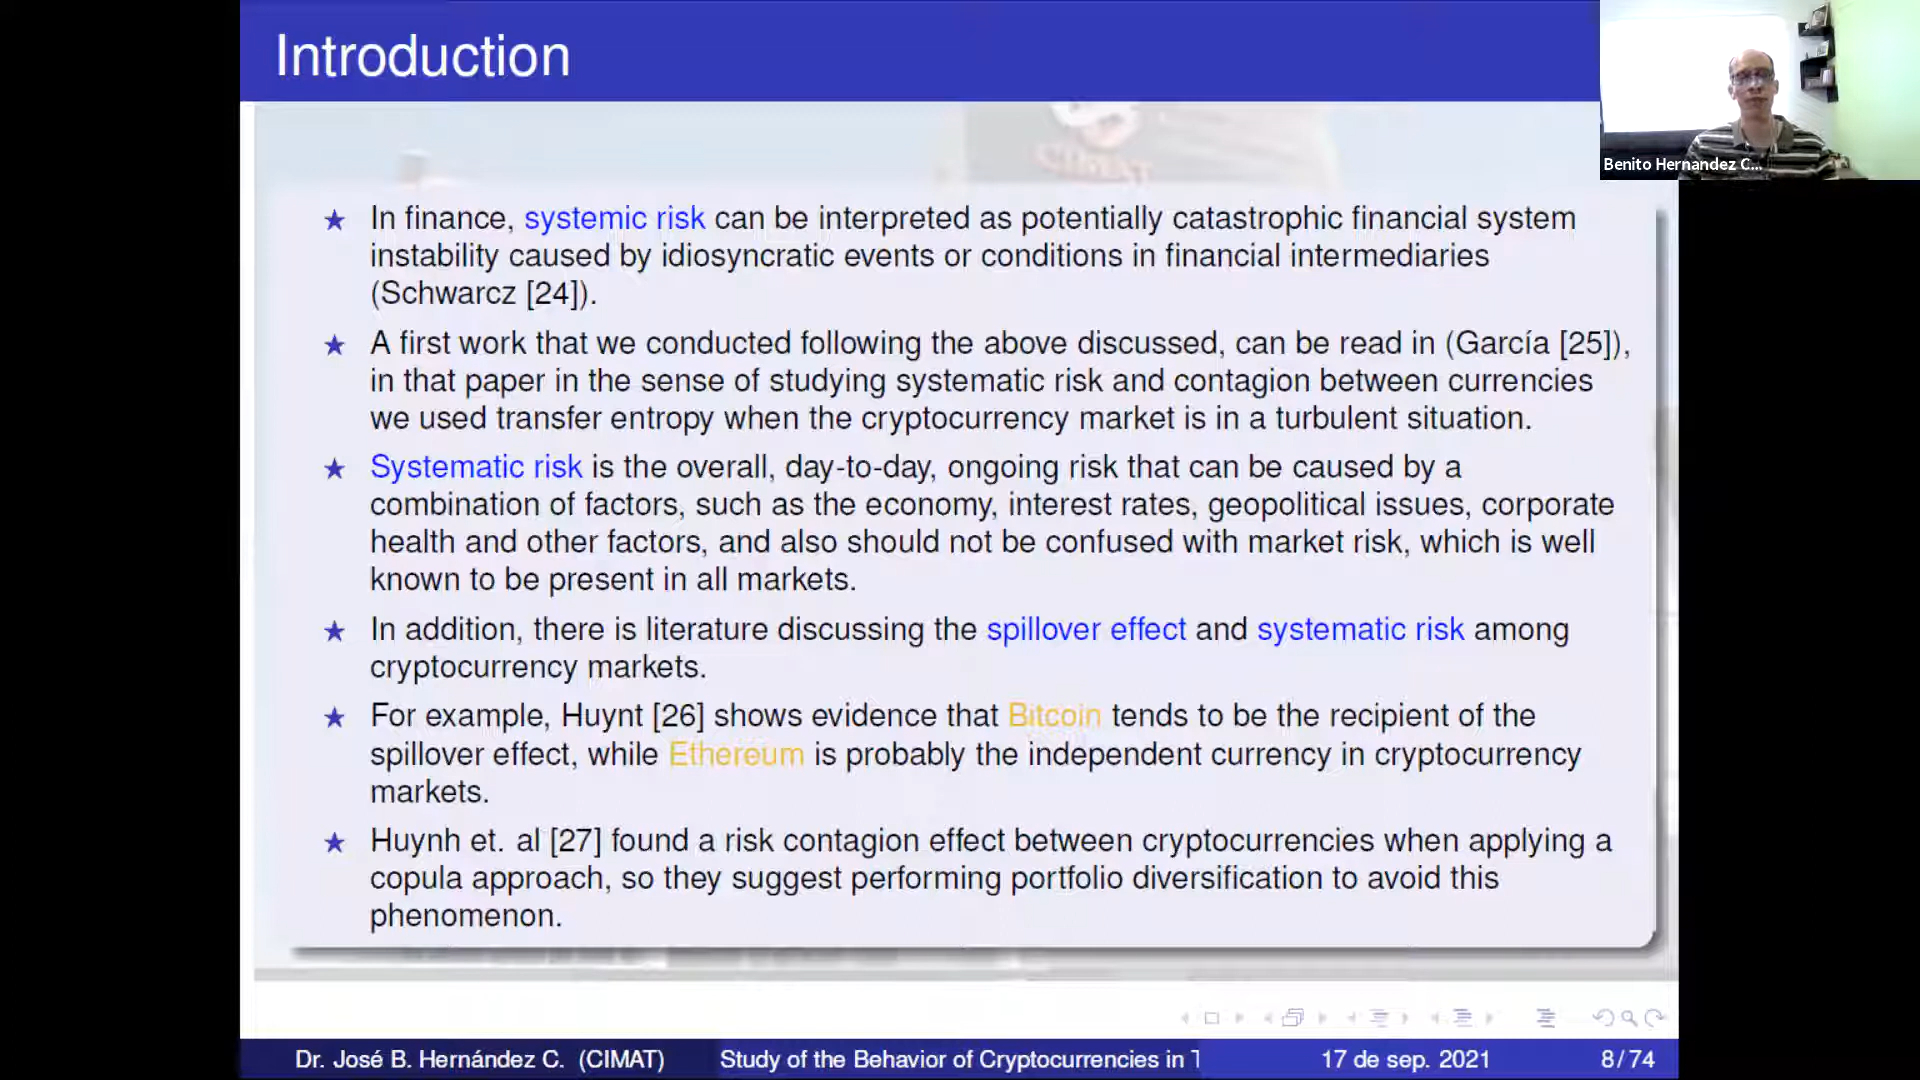 Introduction
Benito Hernandez C...
★ In finance, systemic risk can be interpreted as potentially catastrophic financial system
instability caused by idiosyncratic events or conditions in financial intermediaries
(Schwarcz [24]).
★ A first work that we conducted following the above discussed, can be read in (García [25]),
in that paper in the sense of studying systematic risk and contagion between currencies
we used transfer entropy when the cryptocurrency market is in a turbulent situation.
★ Systematic risk is the overall, day-to-day, ongoing risk that can be caused by a
combination of factors, such as the economy, interest rates, geopolitical issues, corporate
health and other factors, and also should not be confused with market risk, which is well
known to be present in all markets.
★ In addition, there is literature discussing the spillover effect and systematic risk among
cryptocurrency markets.
★ For example, Huynt [26] shows evidence that Bitcoin tends to be the recipient of the
spillover effect, while Ethereum is probably the independent currency in cryptocurrency
markets.
★ Huynh et. al [27] found a risk contagion effect between cryptocurrencies when applying a
copula approach, so they suggest performing portfolio diversification to avoid this
phenomenon.
Dr. José B. Hernández C. (CIMAT) Study of the Behavior of Cryptocurrencies in T 17 de sep. 2021 8/74